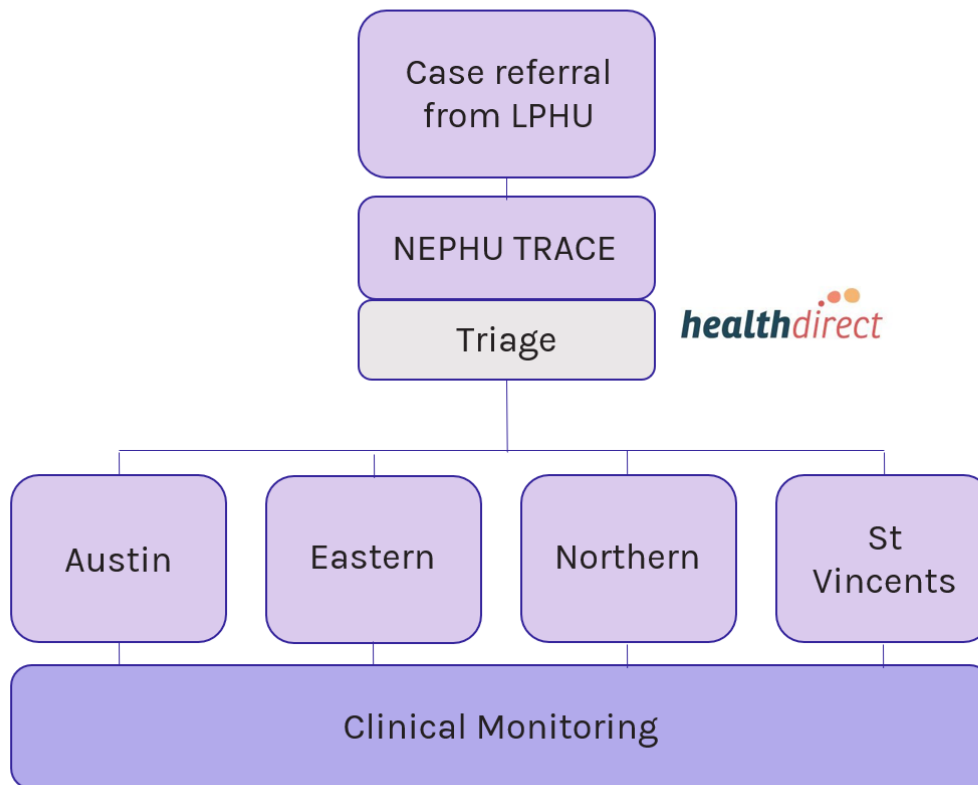 Case referral
from LPHU
NEPHU TRACE
Triage
healthdirect
Austin
Eastern
Northern
St
Vincents
Clinical Monitoring